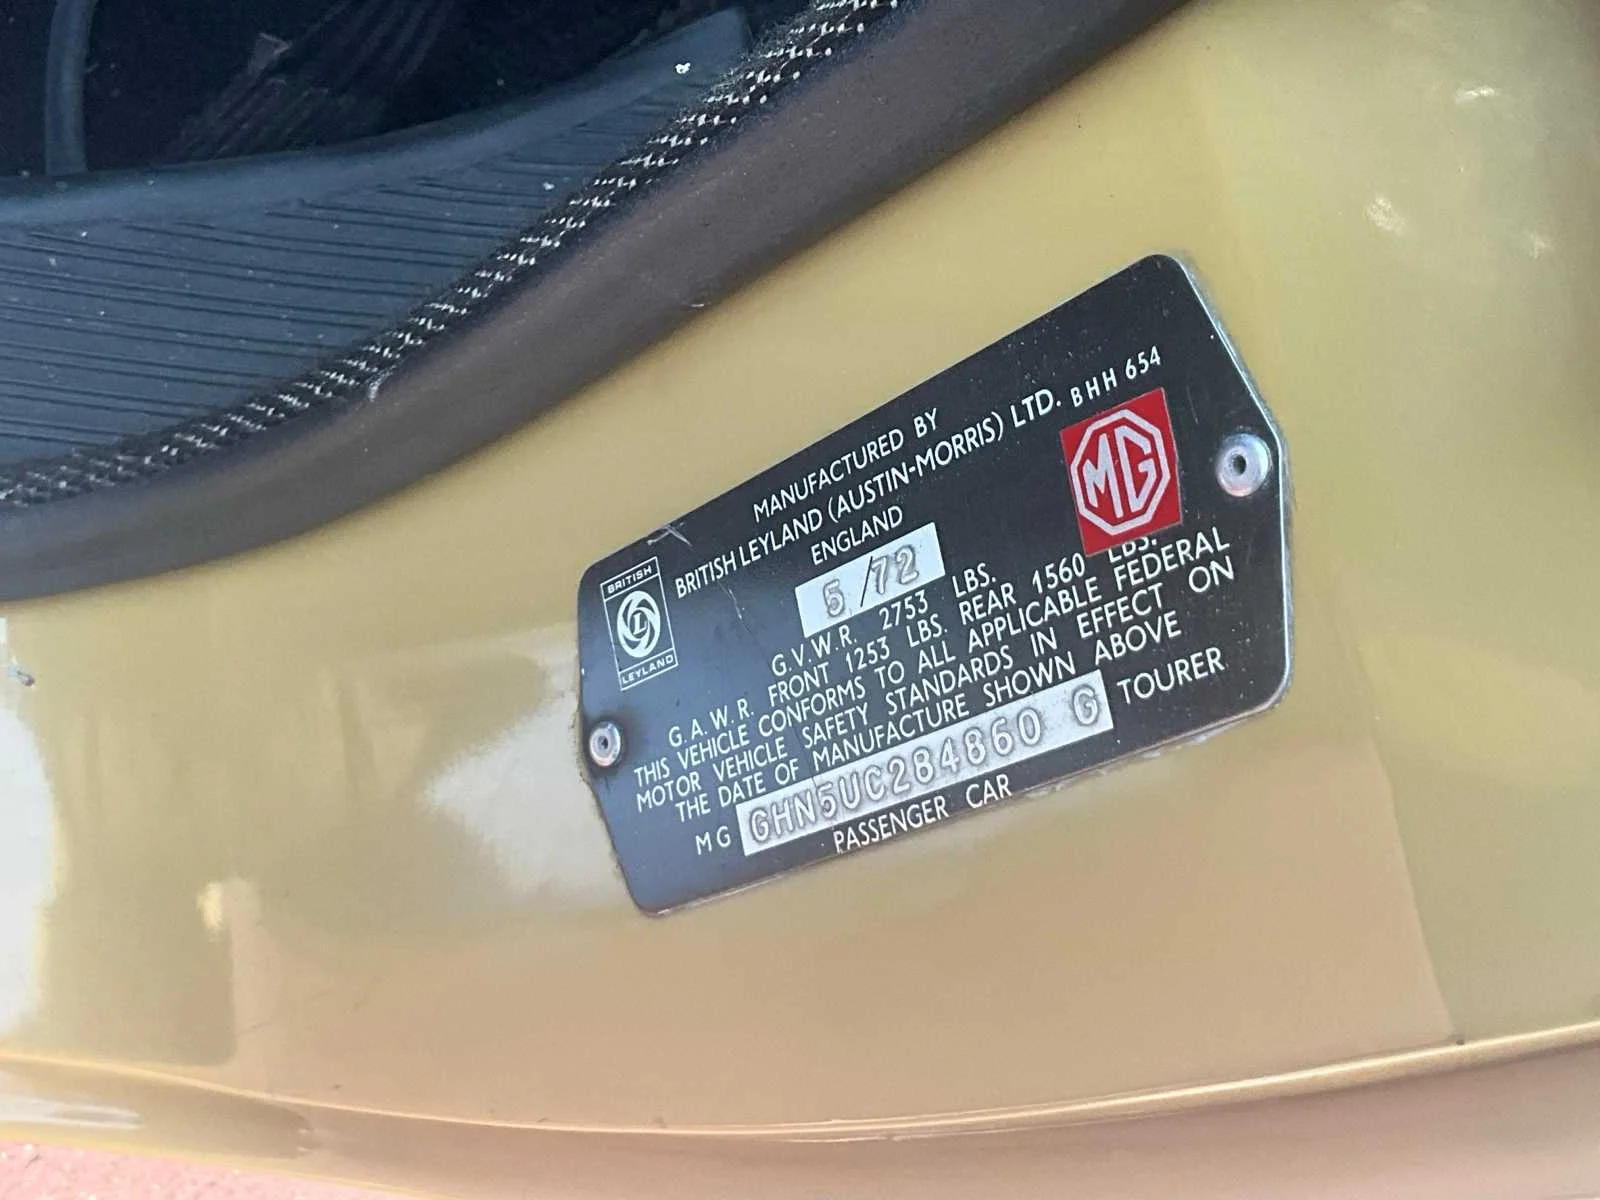 MANUFACTURED BY
BRITISH LEYLAND (AUSTIN-MORRIS) LTD. BHH 654
ENGLAND
MG
BRITISH
L
LEYLAND
5/72
G.V.W.R. 2753 LBS.
G.A.W.R. FRONT 1253 LBS. REAR 1560 LBS.
THIS VEHICLE CONFORMS TO ALL APPLICABLE FEDERAL
MOTOR VEHICLE SAFETY STANDARDS IN EFFECT ON
THE DATE OF MANUFACTURE SHOWN ABOVE
MG GHN5UC284860 G TOURER
PASSENGER CAR